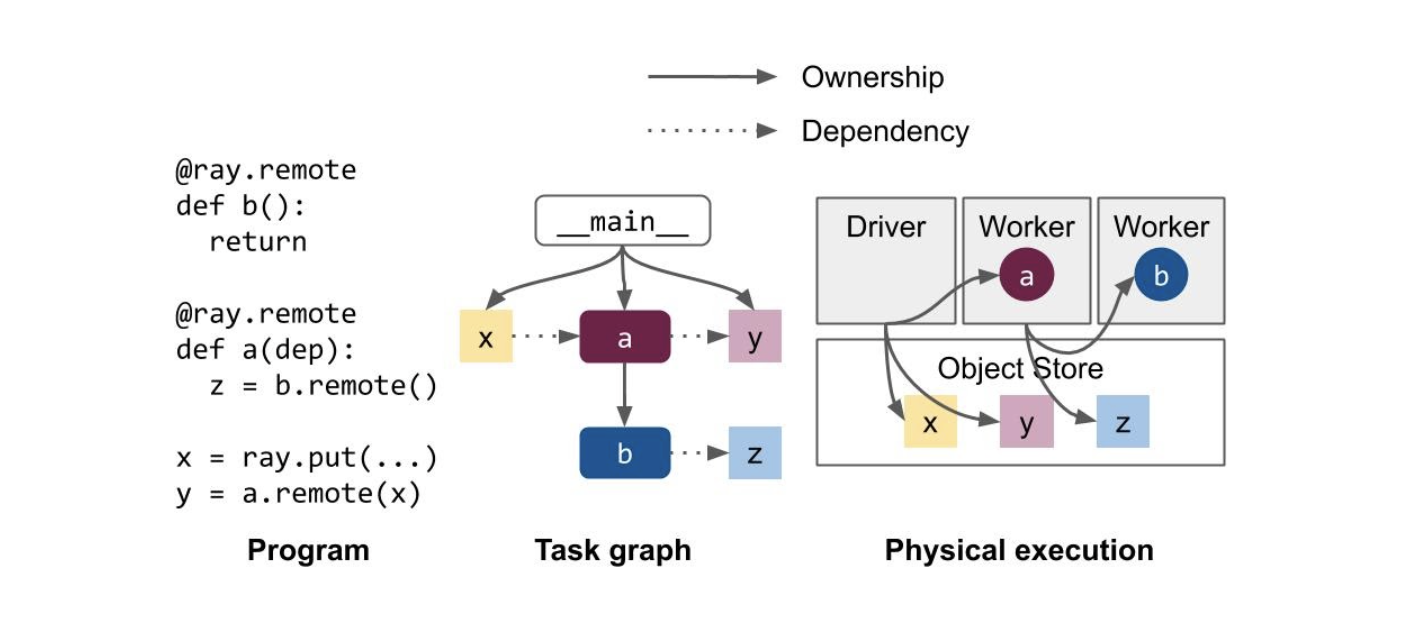 Ownership
Dependency
@ray.remote
def b():
  return
@ray.remote
def a(dep):
  z = b.remote()
x = ray.put(...)
y = a.remote(x)
Program
__main__
x
a
y
b
z
Task graph
Driver
Worker
Worker
a
b
Object Store
x
y
z
Physical execution